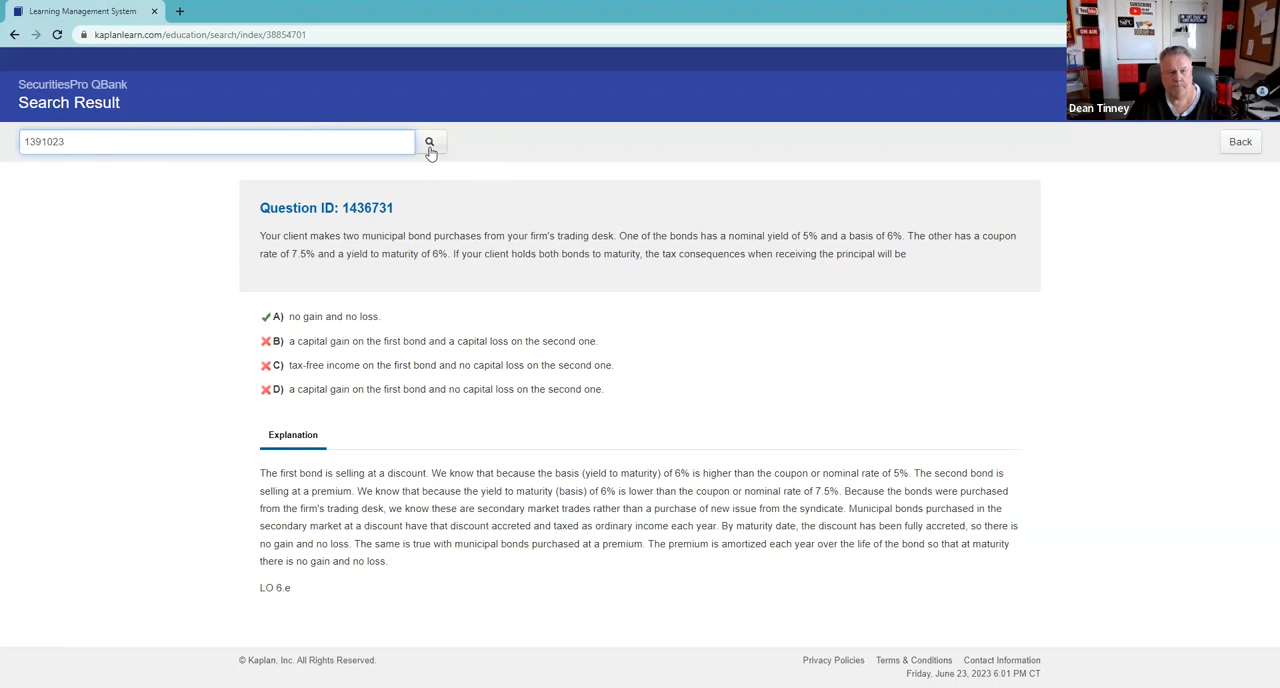 Learning Management System
kaplanlearn.com/education/search/index/38854701
SUBSCRIBE
ON AIR
SIPC
Dean Tinney
SecuritiesPro QBank
Search Result
1391023
Back
Question ID: 1436731
Your client makes two municipal bond purchases from your firm's trading desk. One of the bonds has a nominal yield of 5% and a basis of 6%. The other has a coupon
rate of 7.5% and a yield to maturity of 6%. If your client holds both bonds to maturity, the tax consequences when receiving the principal will be
A) no gain and no loss.
B) a capital gain on the first bond and a capital loss on the second one.
C) tax-free income on the first bond and no capital loss on the second one.
D) a capital gain on the first bond and no capital loss on the second one.
Explanation
The first bond is selling at a discount. We know that because the basis (yield to maturity) of 6% is higher than the coupon or nominal rate of 5%. The second bond is
selling at a premium. We know that because the yield to maturity (basis) of 6% is lower than the coupon or nominal rate of 7.5%. Because the bonds were purchased
from the firm's trading desk, we know these are secondary market trades rather than a purchase of new issue from the syndicate. Municipal bonds purchased in the
secondary market at a discount have that discount accreted and taxed as ordinary income each year. By maturity date, the discount has been fully accreted, so there is
no gain and no loss. The same is true with municipal bonds purchased at a premium. The premium is amortized each year over the life of the bond so that at maturity
there is no gain and no loss.
LO 6.e
© Kaplan, Inc. All Rights Reserved.
Privacy Policies Terms & Conditions Contact Information
Friday, June 23, 2023 6:01 PM CT